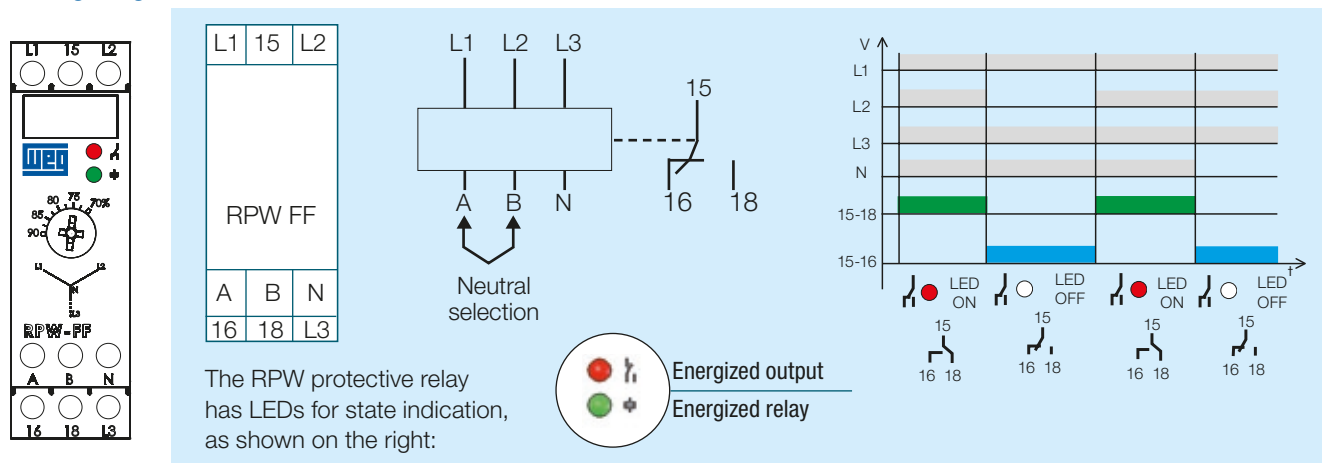 L1 15 L2
WEG
80 75 70%
85
90
L1 L2
N
L3
RPW-FF
A B N
16 18 L3
L1 15 L2
RPW FF
A B N
16 18 L3
L1 L2 L3
15
16 18
A B N
Neutral
selection
The RPW protective relay
has LEDs for state indication,
as shown on the right:
Energized output
Energized relay
V
L1
L2
L3
N
15-18
15-16
t
LED
ON
LED
OFF
LED
ON
LED
OFF
15 15 15 15
16 18 16 18 16 18 16 18